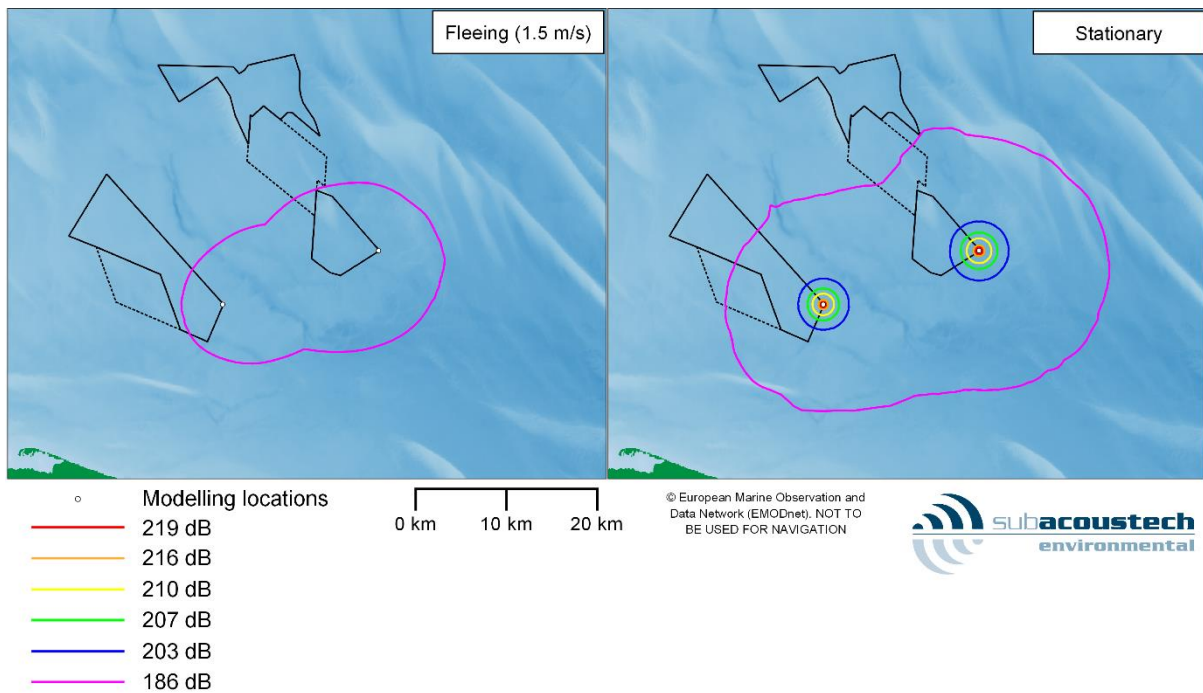 Fleeing (1.5 m/s)
Stationary
Modelling locations
219 dB
216 dB
210 dB
207 dB
203 dB
186 dB
0 km 10 km 20 km
© European Marine Observation and
Data Network (EMODnet). NOT TO
BE USED FOR NAVIGATION
subacoustech
environmental